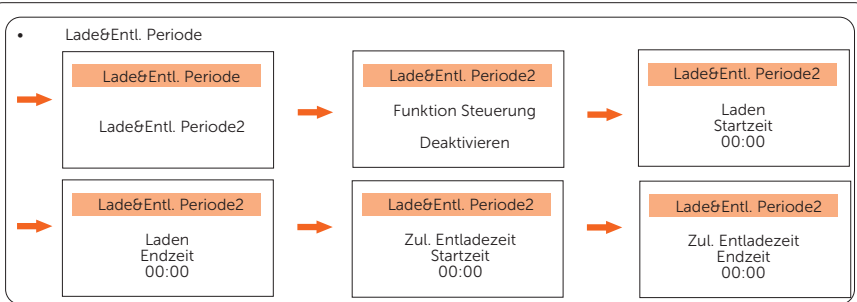 • Lade&Entl. Periode
Lade&Entl. Periode
Lade&Entl. Periode2
Lade&Entl. Periode2
Funktion Steuerung
Deaktivieren
Lade&Entl. Periode2
Laden
Startzeit
00:00
Lade&Entl. Periode2
Laden
Endzeit
00:00
Lade&Entl. Periode2
Zul. Entladezeit
Startzeit
00:00
Lade&Entl. Periode2
Zul. Entladezeit
Endzeit
00:00